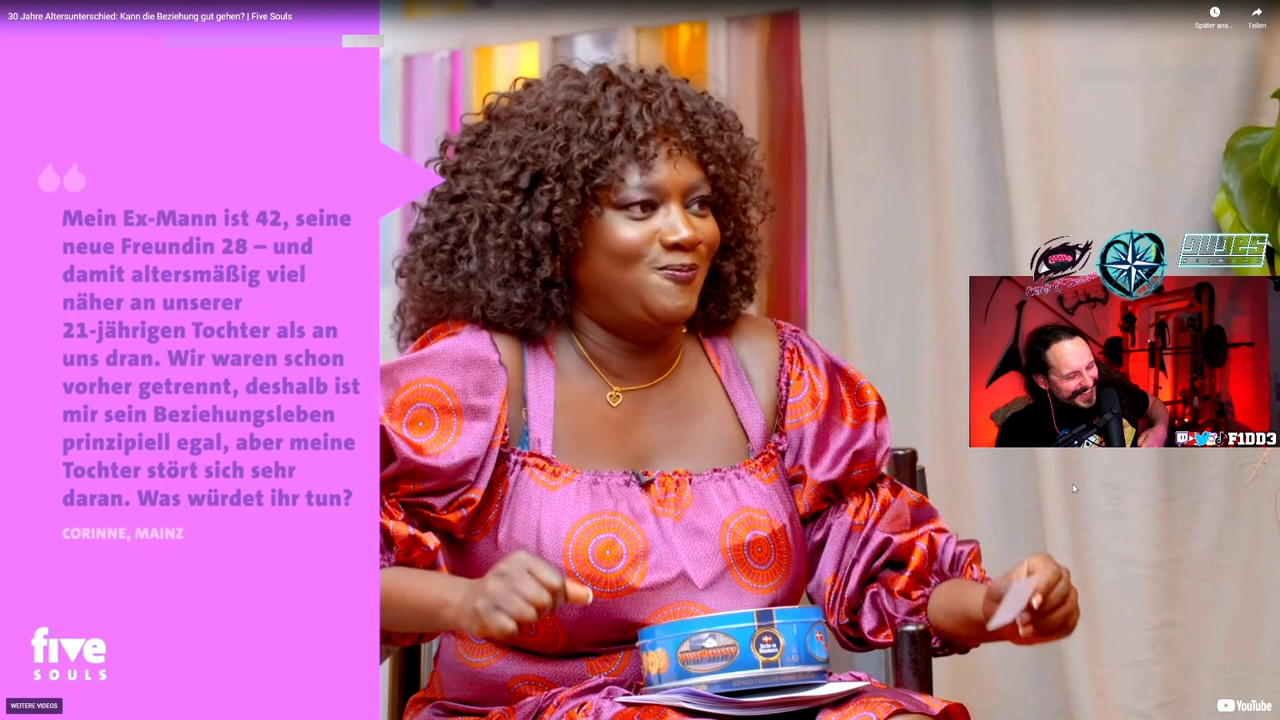 30 Jahre Altersunterschied: Kann die Beziehung gut gehen? | Five Souls
Später ans...
Teilen
Mein Ex-Mann ist 42, seine
neue Freundin 28 – und
damit altersmäßig viel
näher an unserer
21-jährigen Tochter als an
uns dran. Wir waren schon
vorher getrennt, deshalb ist
mir sein Beziehungsleben
prinzipiell egal, aber meine
Tochter stört sich sehr
daran. Was würdet ihr tun?
CORINNE, MAINZ
F1DD3
five
SOULS
WEITERE VIDEOS
YouTube